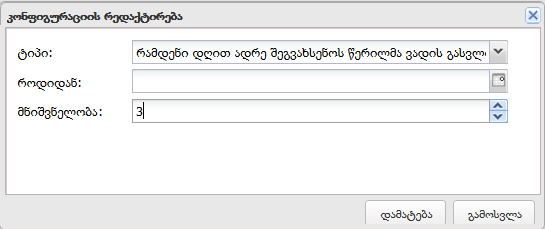 კონფიგურაციის რედაქტირება
ტიპი: რამდენი დღით ადრე შეგვახსენოს წერილმა ვადის გასვლ
როდიდან:
მნიშვნელობა: 3
დამატება გამოსვლა